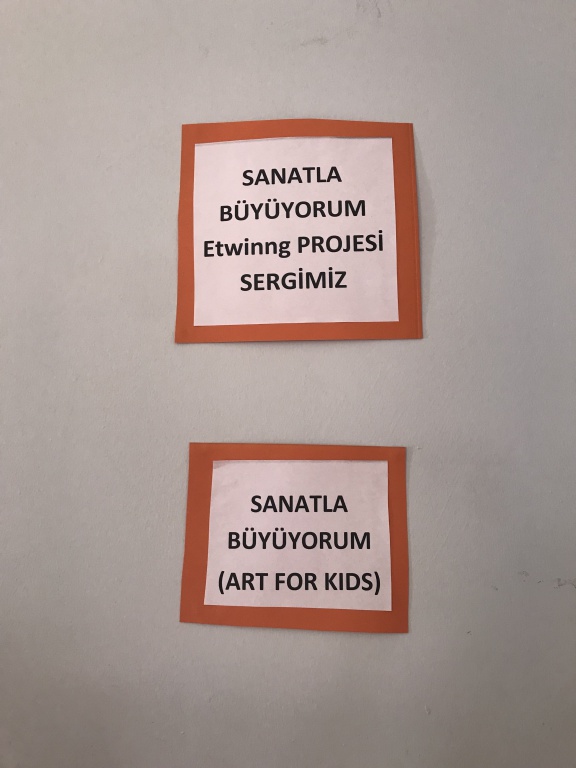 SANATLA
BÜYÜYORUM
Etwinng PROJESİ
SERGİMİZ
SANATLA
BÜYÜYORUM
(ART FOR KIDS)